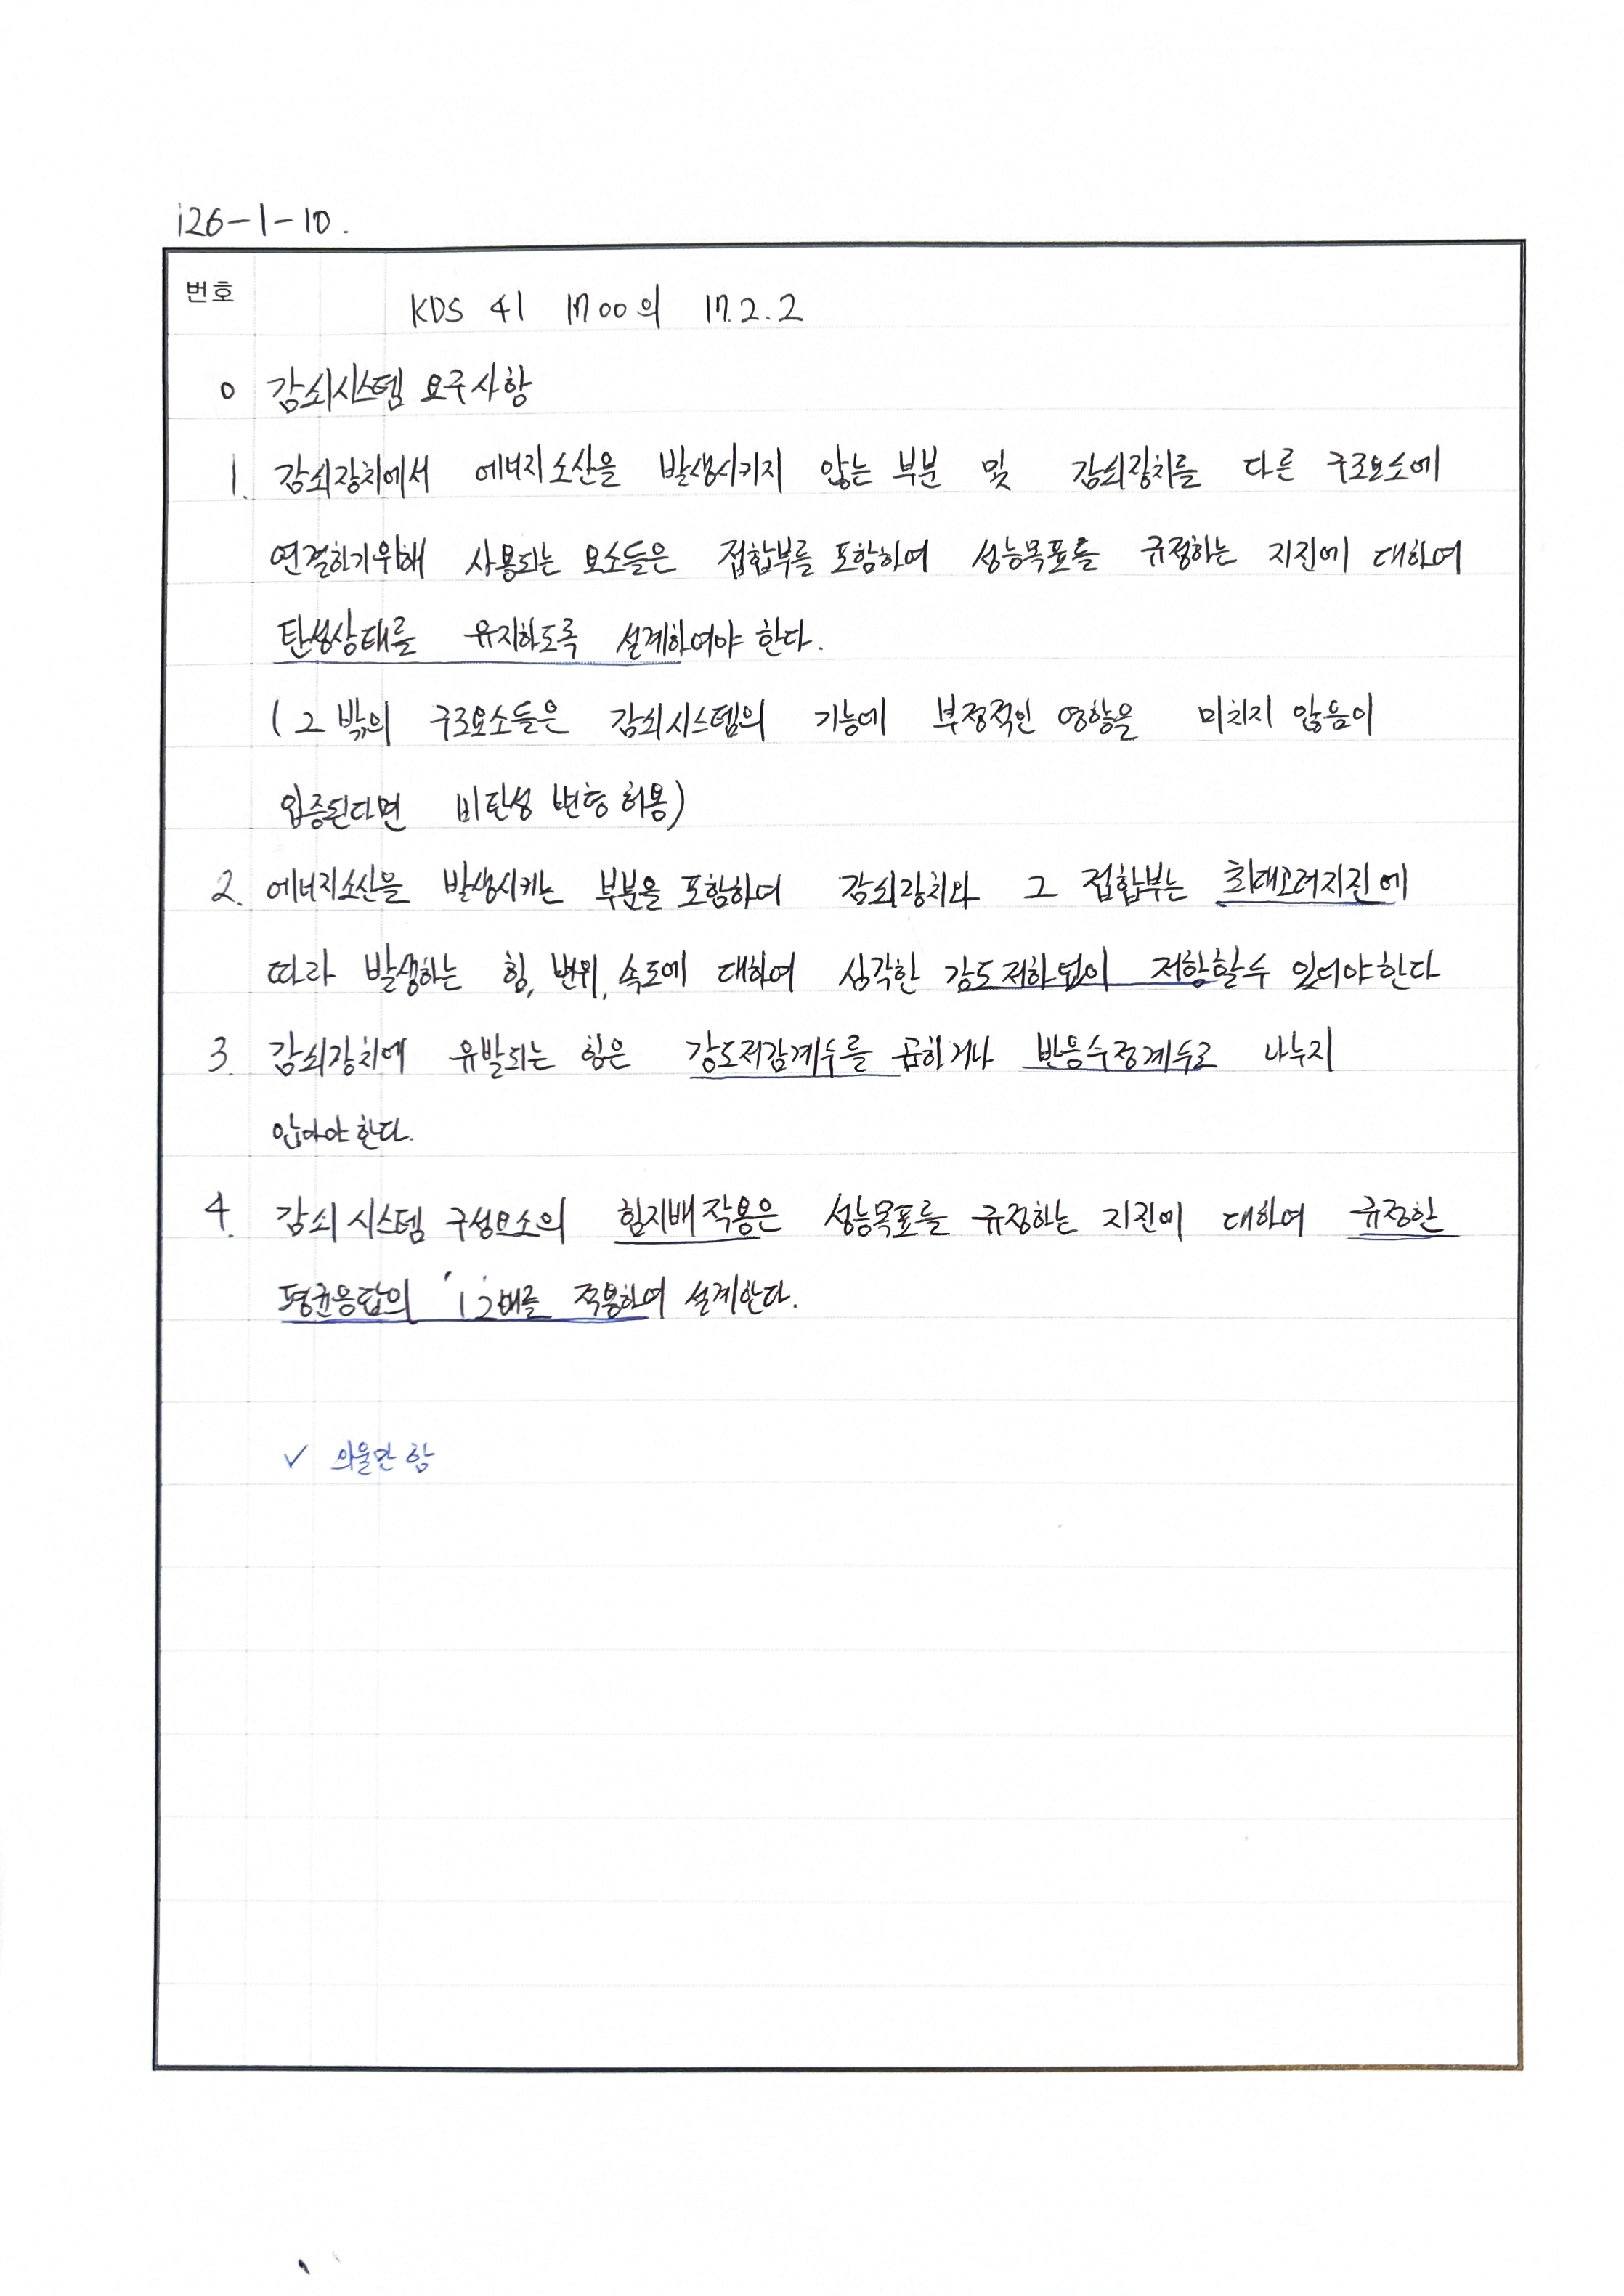 126-1-10.
번호
KDS 41 1700의 17.2.2
o 감쇠시스템 요구사항
1. 감쇠장치에서 에너지소산을 발생시키지 않는 부분 및 감쇠장치를 다른 구조요소에
연결하기위해 사용되는 요소들은 접합부를 포함하여 성능목표를 규정하는 지진에 대하여
탄성상태를 유지하도록 설계하여야 한다.
(그 밖의 구조요소들은 감쇠시스템의 기능에 부정적인 영향을 미치지 않음이
입증된다면 비탄성 변형 허용)
2. 에너지소산을 발생시키는 부분을 포함하여 감쇠장치와 그 접합부는 최대고려지진에
따라 발생하는 힘, 변위, 속도에 대하여 심각한 강도저하없이 저항할수 있어야한다
3. 감쇠장치에 유발되는 힘은 강도저감계수를 곱하거나 반응수정계수로 나누지
않아야한다.
4. 감쇠시스템 구성요소의 힘지배 작용은 성능목표를 규정하는 지진에 대하여 규정한
평균응답의 1.2배를 적용하여 설계한다.
✓ 외울만 함